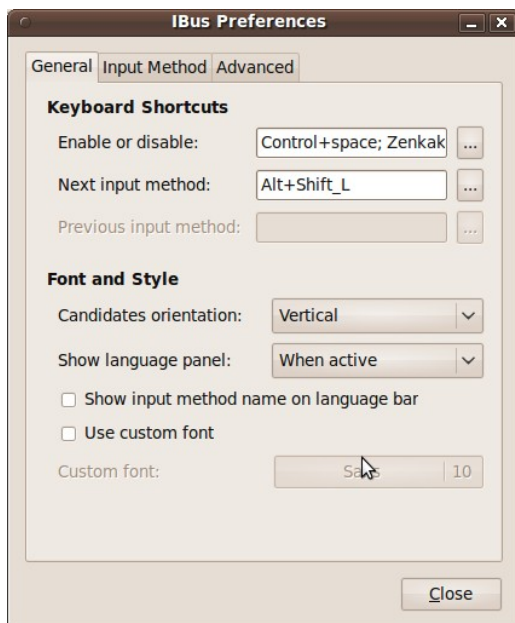 IBus Preferences
General Input Method Advanced
Keyboard Shortcuts
Enable or disable: Control+space; Zenkak ...
Next input method: Alt+Shift_L ...
Previous input method: ...
Font and Style
Candidates orientation: Vertical
Show language panel: When active
Show input method name on language bar
Use custom font
Custom font: 10
Close